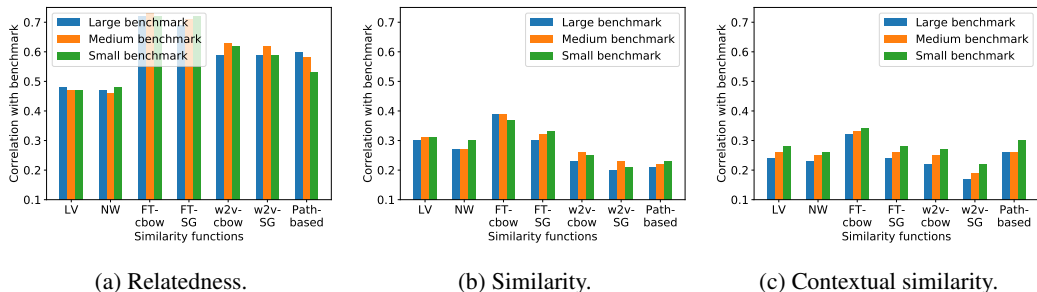 0.7
0.6
0.5
0.4
0.3
0.2
0.1
Correlation with benchmark
Large benchmark
Medium benchmark
Small benchmark
LV NW FT-cbow FT-SG w2v-cbow w2v-SG Path-based
Similarity functions
(a) Relatedness.
0.7
0.6
0.5
0.4
0.3
0.2
0.1
Correlation with benchmark
Large benchmark
Medium benchmark
Small benchmark
LV NW FT-cbow FT-SG w2v-cbow w2v-SG Path-based
Similarity functions
(b) Similarity.
0.7
0.6
0.5
0.4
0.3
0.2
0.1
Correlation with benchmark
Large benchmark
Medium benchmark
Small benchmark
LV NW FT-cbow FT-SG w2v-cbow w2v-SG Path-based
Similarity functions
(c) Contextual similarity.